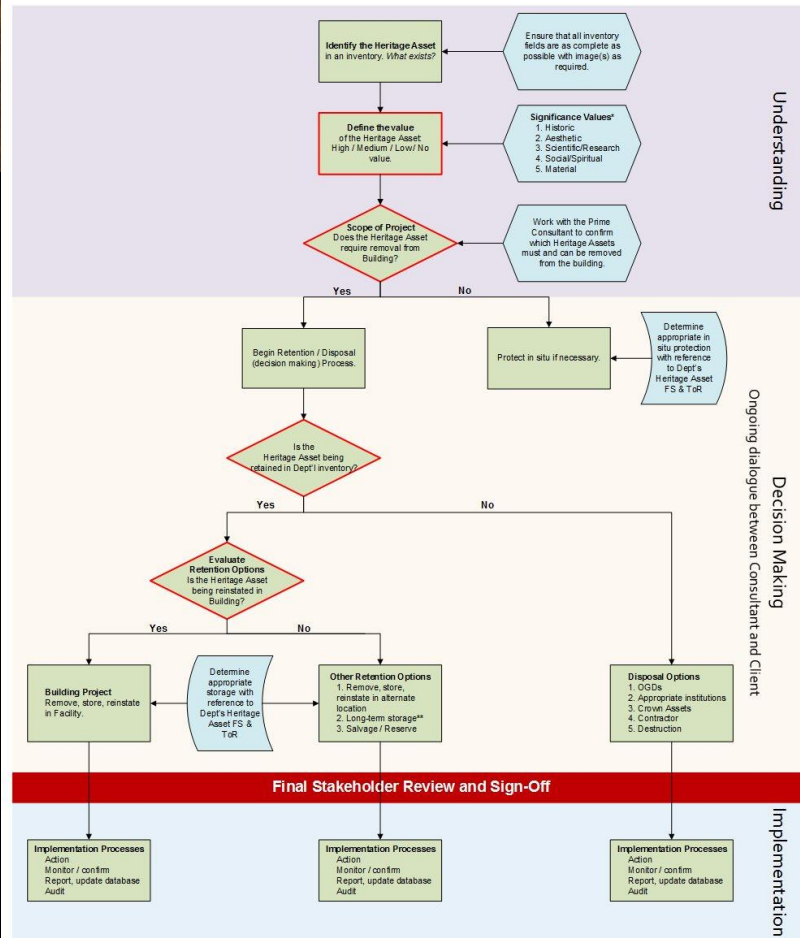 Identify the Heritage Asset
in an inventory. What exists?
Ensure that all inventory
fields are as complete as
possible with image(s) as
required.
Define the value
of the Heritage Asset:
High / Medium / Low / No
value.
Significance Values*
1. Historic
2. Aesthetic
3. Scientific/Research
4. Social/Spiritual
5. Material
Understanding
Scope of Project
Does the Heritage Asset
require removal from
Building?
Work with the Prime
Consultant to confirm
which Heritage Assets
must and can be removed
from the building.
Yes
No
Begin Retention / Disposal
(decision making) Process.
Protect in situ if necessary.
Determine
appropriate in
situ protection
with reference
to Dept's
Heritage Asset
FS & ToR
Is the
Heritage Asset being
retained in Dept'l inventory?
Yes
No
Decision Making
Ongoing dialogue between Consultant and Client
Evaluate
Retention Options
Is the Heritage Asset
being reinstated in
Building?
Yes
No
Building Project
Remove, store, reinstate
in Facility.
Determine
appropriate
storage with
reference to
Dept's Heritage
Asset FS &
ToR
Other Retention Options
1. Remove, store,
reinstate in alternate
location
2. Long-term storage**
3. Salvage / Reserve
Disposal Options
1. OGDs
2. Appropriate institutions
3. Crown Assets
4. Contractor
5. Destruction
Final Stakeholder Review and Sign-Off
Implementation Processes
Action
Monitor / confirm
Report, update database
Audit
Implementation Processes
Action
Monitor / confirm
Report, update database
Audit
Implementation Processes
Action
Monitor / confirm
Report, update database
Audit
Implementation